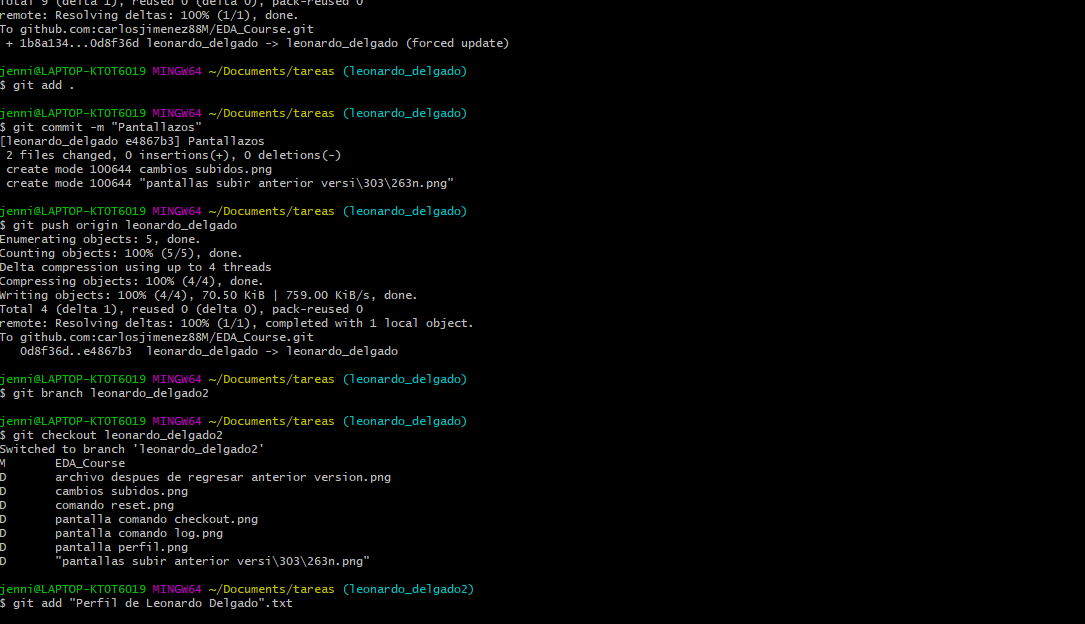 Total 9 (delta 1), reused 0 (delta 0), pack-reused 0
remote: Resolving deltas: 100% (1/1), done.
To github.com:carlosjimenez88M/EDA_Course.git
 + 1b8a134...0d8f36d leonardo_delgado -> leonardo_delgado (forced update)
jenni@LAPTOP-KTOT6019 MINGW64 ~/Documents/tareas (leonardo_delgado)
$ git add .
jenni@LAPTOP-KTOT6019 MINGW64 ~/Documents/tareas (leonardo_delgado)
$ git commit -m "Pantallazos"
[leonardo_delgado e4867b3] Pantallazos
 2 files changed, 0 insertions(+), 0 deletions(-)
 create mode 100644 cambios subidos.png
 create mode 100644 "pantallas subir anterior versi\303\263n.png"
jenni@LAPTOP-KTOT6019 MINGW64 ~/Documents/tareas (leonardo_delgado)
$ git push origin leonardo_delgado
Enumerating objects: 5, done.
Counting objects: 100% (5/5), done.
Delta compression using up to 4 threads
Compressing objects: 100% (4/4), done.
Writing objects: 100% (4/4), 70.50 KiB | 759.00 KiB/s, done.
Total 4 (delta 1), reused 0 (delta 0), pack-reused 0
remote: Resolving deltas: 100% (1/1), completed with 1 local object.
To github.com:carlosjimenez88M/EDA_Course.git
   0d8f36d..e4867b3  leonardo_delgado -> leonardo_delgado
jenni@LAPTOP-KTOT6019 MINGW64 ~/Documents/tareas (leonardo_delgado)
$ git branch leonardo_delgado2
jenni@LAPTOP-KTOT6019 MINGW64 ~/Documents/tareas (leonardo_delgado)
$ git checkout leonardo_delgado2
Switched to branch 'leonardo_delgado2'
M       EDA_Course
D       archivo despues de regresar anterior version.png
D       cambios subidos.png
D       comando reset.png
D       pantalla comando checkout.png
D       pantalla comando log.png
D       pantalla perfil.png
D       "pantallas subir anterior versi\303\263n.png"
jenni@LAPTOP-KTOT6019 MINGW64 ~/Documents/tareas (leonardo_delgado2)
$ git add "Perfil de Leonardo Delgado".txt